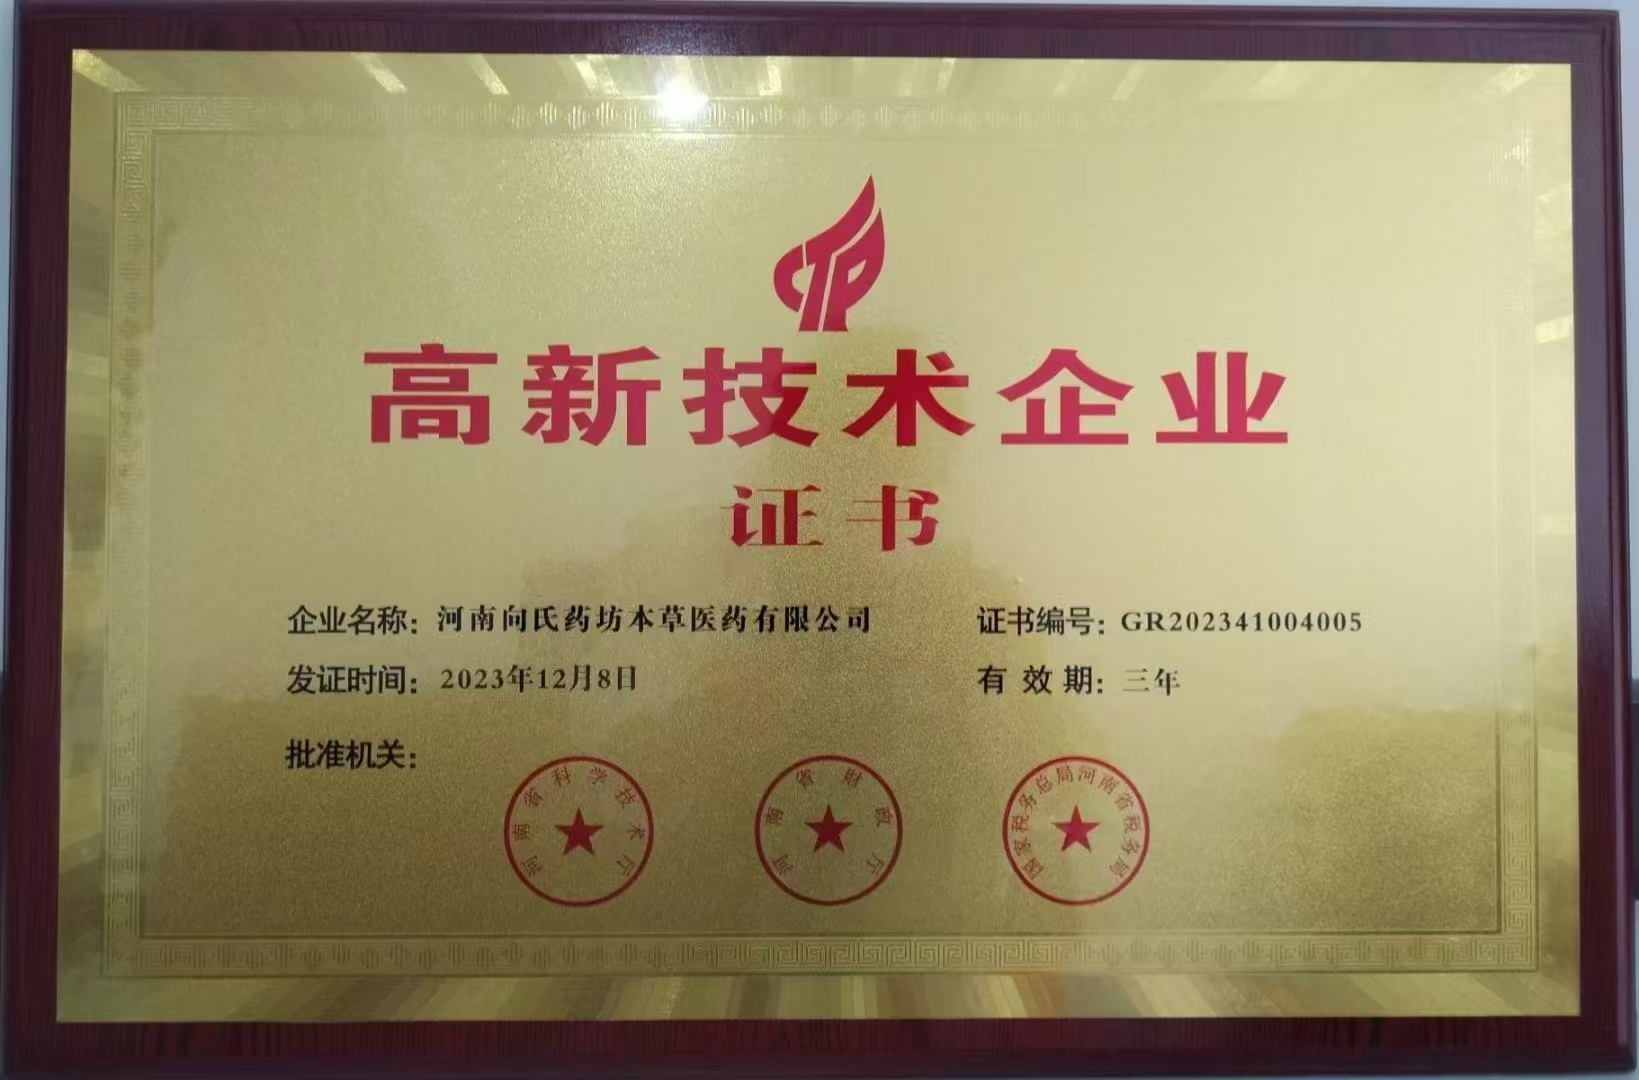 CTP
高新技术企业
证书
企业名称：河南向氏药坊本草医药有限公司
证书编号：GR202341004005
发证时间：2023年12月8日
有效期：三年
批准机关：
河南省科学技术厅
河南省财政厅
国家税务总局河南省税务局